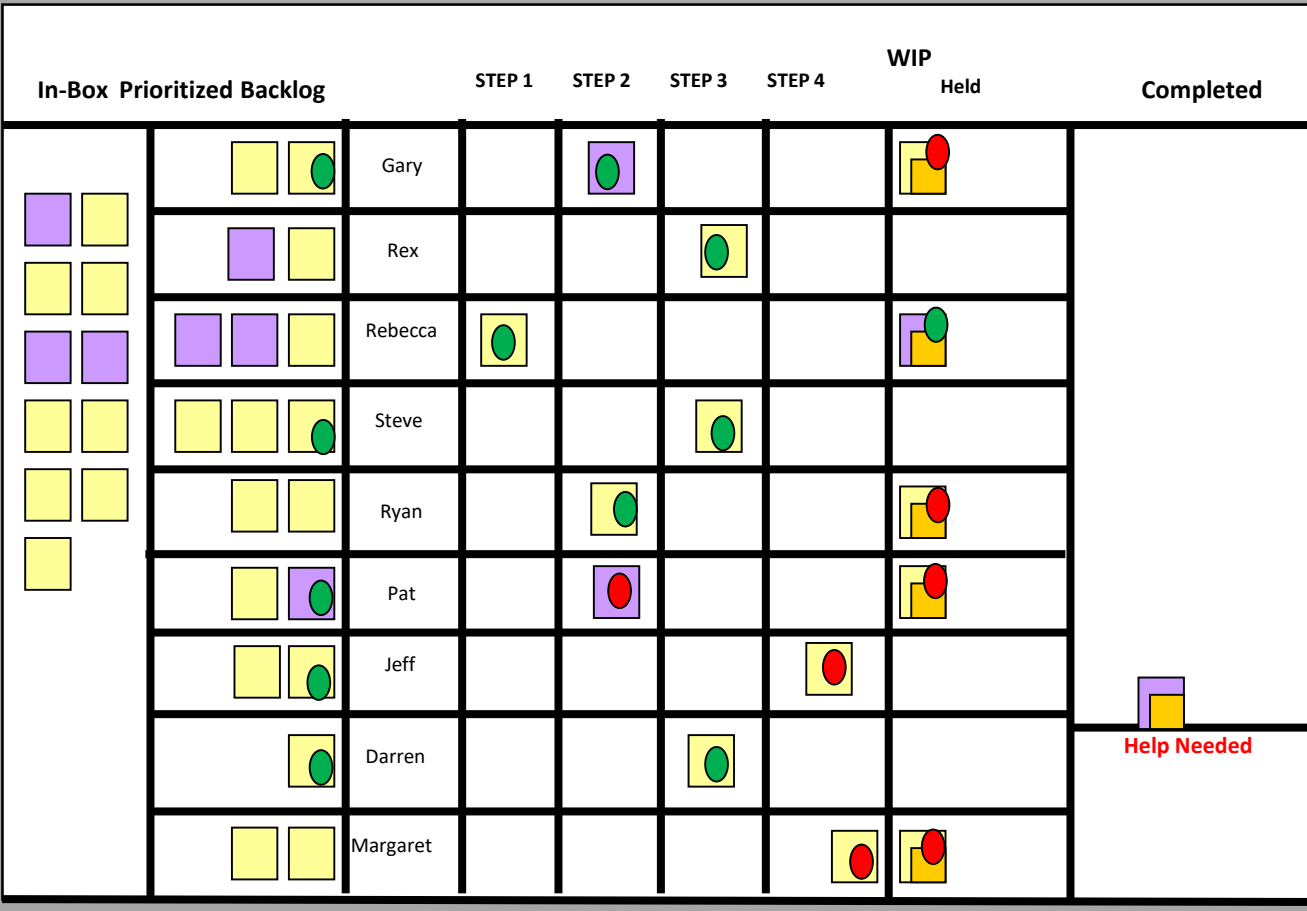 WIP
In-Box Prioritized Backlog STEP 1 STEP 2 STEP 3 STEP 4 Held Completed
Gary
Rex
Rebecca
Steve
Ryan
Pat
Jeff
Help Needed
Darren
Margaret